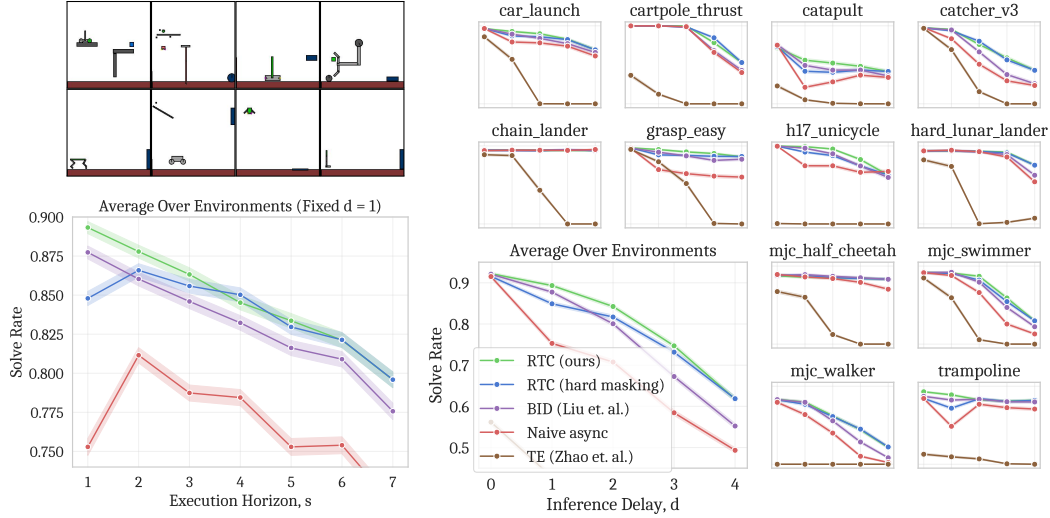 car_launch
cartpole_thrust
catapult
catcher_v3
chain_lander
grasp_easy
h17_unicycle
hard_lunar_lander
Average Over Environments (Fixed d = 1)
Solve Rate
0.900
0.875
0.850
0.825
0.800
0.775
0.750
1 2 3 4 5 6 7
Execution Horizon, s
Average Over Environments
Solve Rate
0.9
0.8
0.7
0.6
0.5
RTC (ours)
RTC (hard masking)
BID (Liu et. al.)
Naive async
TE (Zhao et. al.)
0 1 2 3 4
Inference Delay, d
mjc_half_cheetah
mjc_swimmer
mjc_walker
trampoline